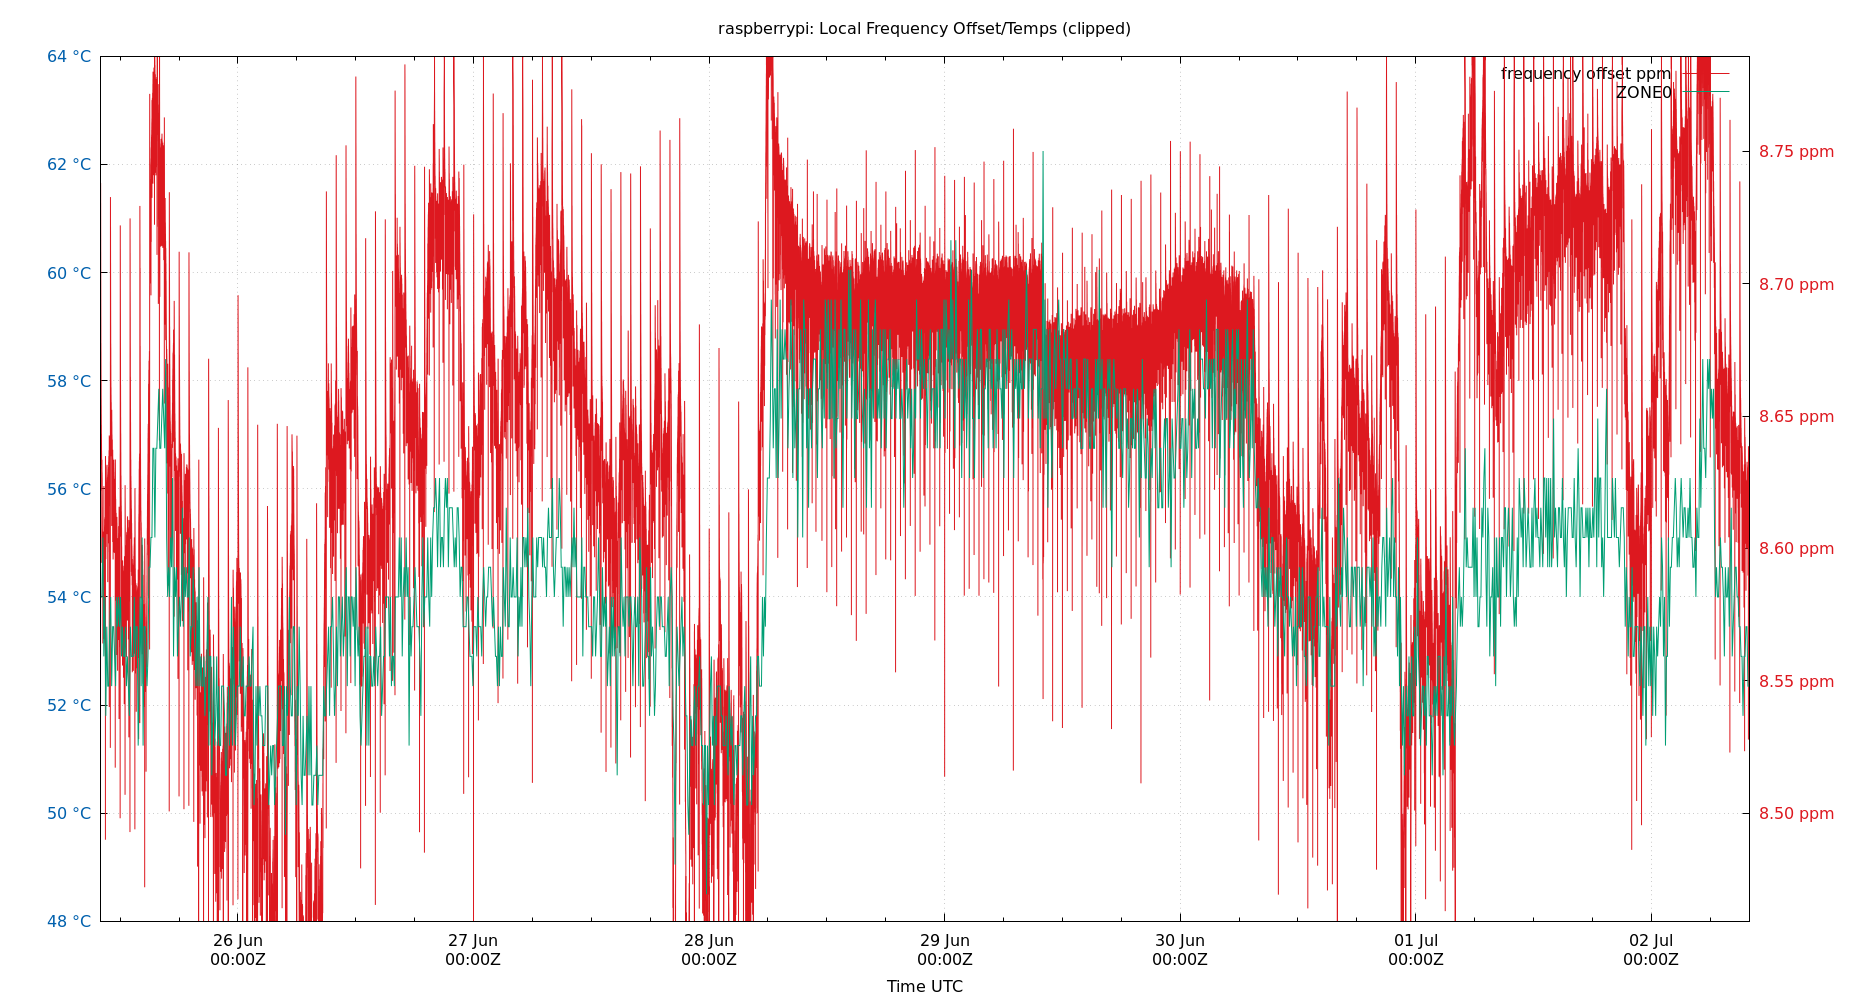 raspberrypi: Local Frequency Offset/Temps (clipped)
64 °C
62 °C
60 °C
58 °C
56 °C
54 °C
52 °C
50 °C
48 °C
frequency offset ppm
ZONE0
8.75 ppm
8.70 ppm
8.65 ppm
8.60 ppm
8.55 ppm
8.50 ppm
26 Jun
00:00Z
27 Jun
00:00Z
28 Jun
00:00Z
29 Jun
00:00Z
30 Jun
00:00Z
01 Jul
00:00Z
02 Jul
00:00Z
Time UTC